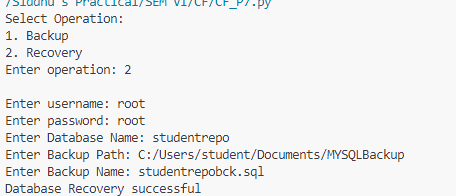 /Siddhu's Practical/SEM VI/CF/CF_P7.py
Select Operation:
1. Backup
2. Recovery
Enter operation: 2
Enter username: root
Enter password: root
Enter Database Name: studentrepo
Enter Backup Path: C:/Users/student/Documents/MYSQLBackup
Enter Backup Name: studentrepobck.sql
Database Recovery successful